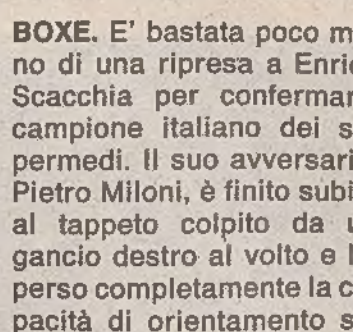 BOXE. E' bastata poco m
no di una ripresa a Enri
Scacchia per confermar
campione italiano dei s
permedi. Il suo avversari
Pietro Miloni, è finito subi
al tappeto colpito da u
gancio destro al volto e
perso completamente la c
pacità di orientamento s